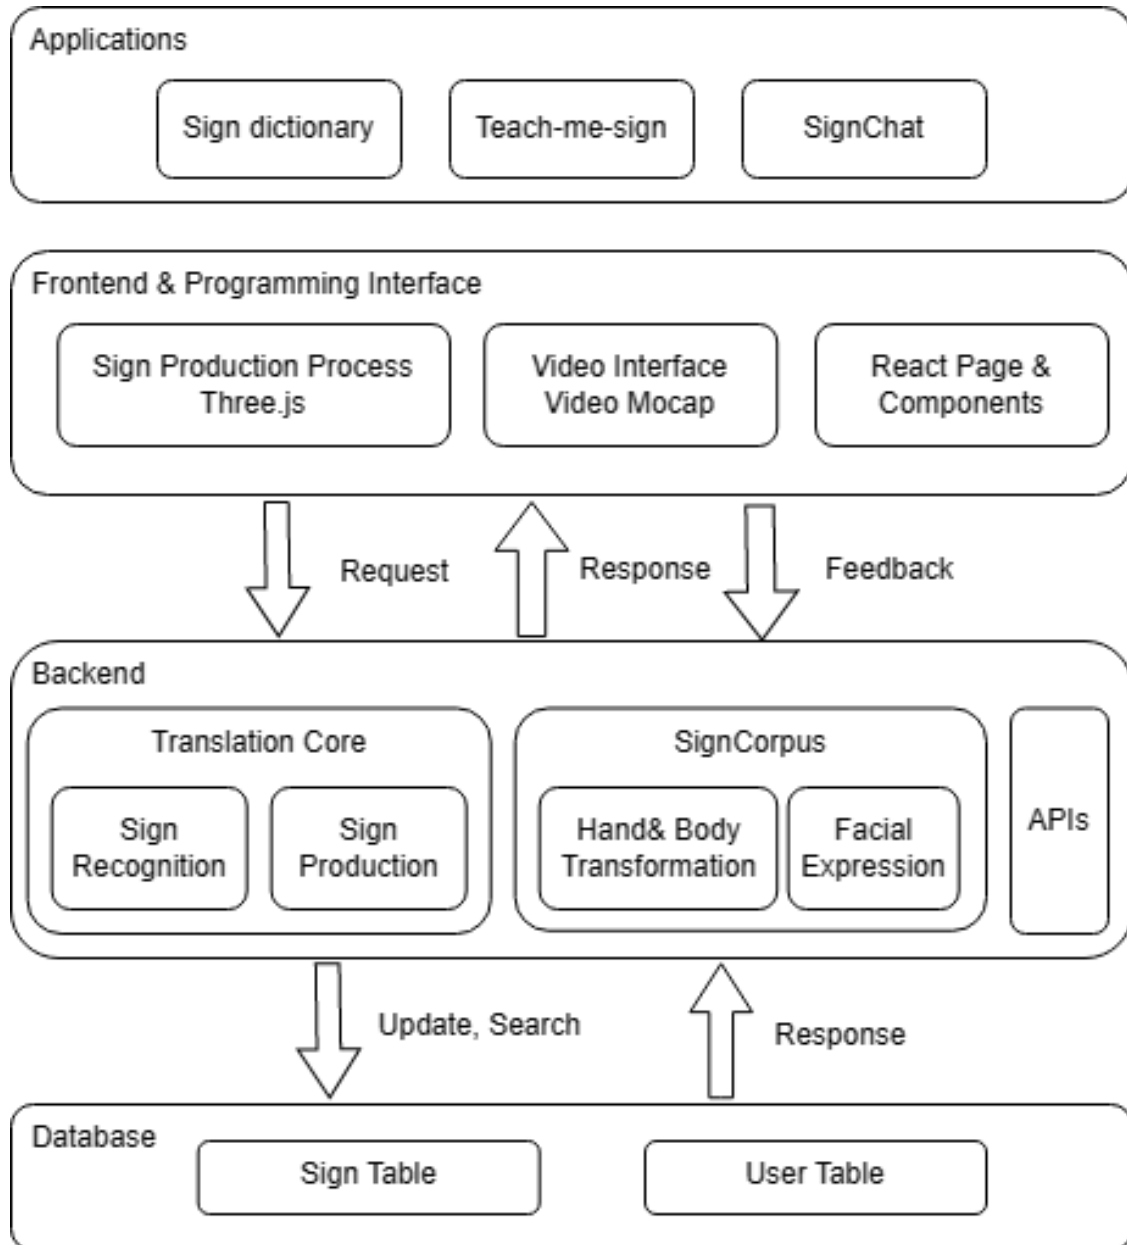 Applications
Sign dictionary
Teach-me-sign
SignChat
Frontend & Programming Interface
Sign Production Process
Three.js
Video Interface
Video Mocap
React Page &
Components
Request
Response
Feedback
Backend
Translation Core
Sign
Recognition
Sign
Production
SignCorpus
Hand& Body
Transformation
Facial
Expression
APIs
Update, Search
Response
Database
Sign Table
User Table